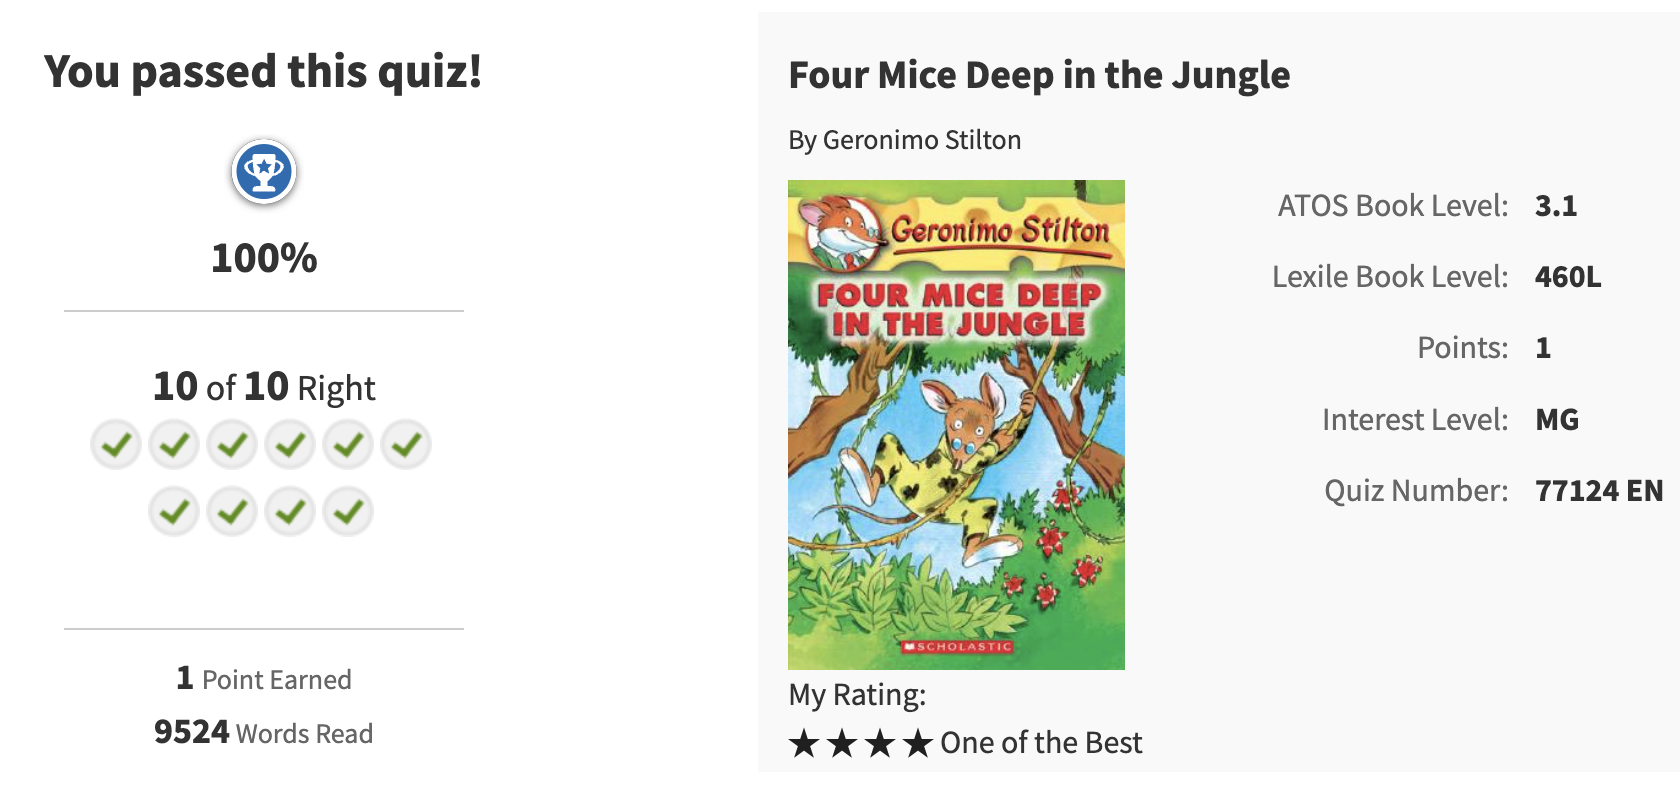 You passed this quiz!
100%
10 of 10 Right
1 Point Earned
9524 Words Read
Four Mice Deep in the Jungle
By Geronimo Stilton
Geronimo Stilton
FOUR MICE DEEP
IN THE JUNGLE
SCHOLASTIC
ATOS Book Level: 3.1
Lexile Book Level: 460L
Points: 1
Interest Level: MG
Quiz Number: 77124 EN
My Rating:
★★★★ One of the Best